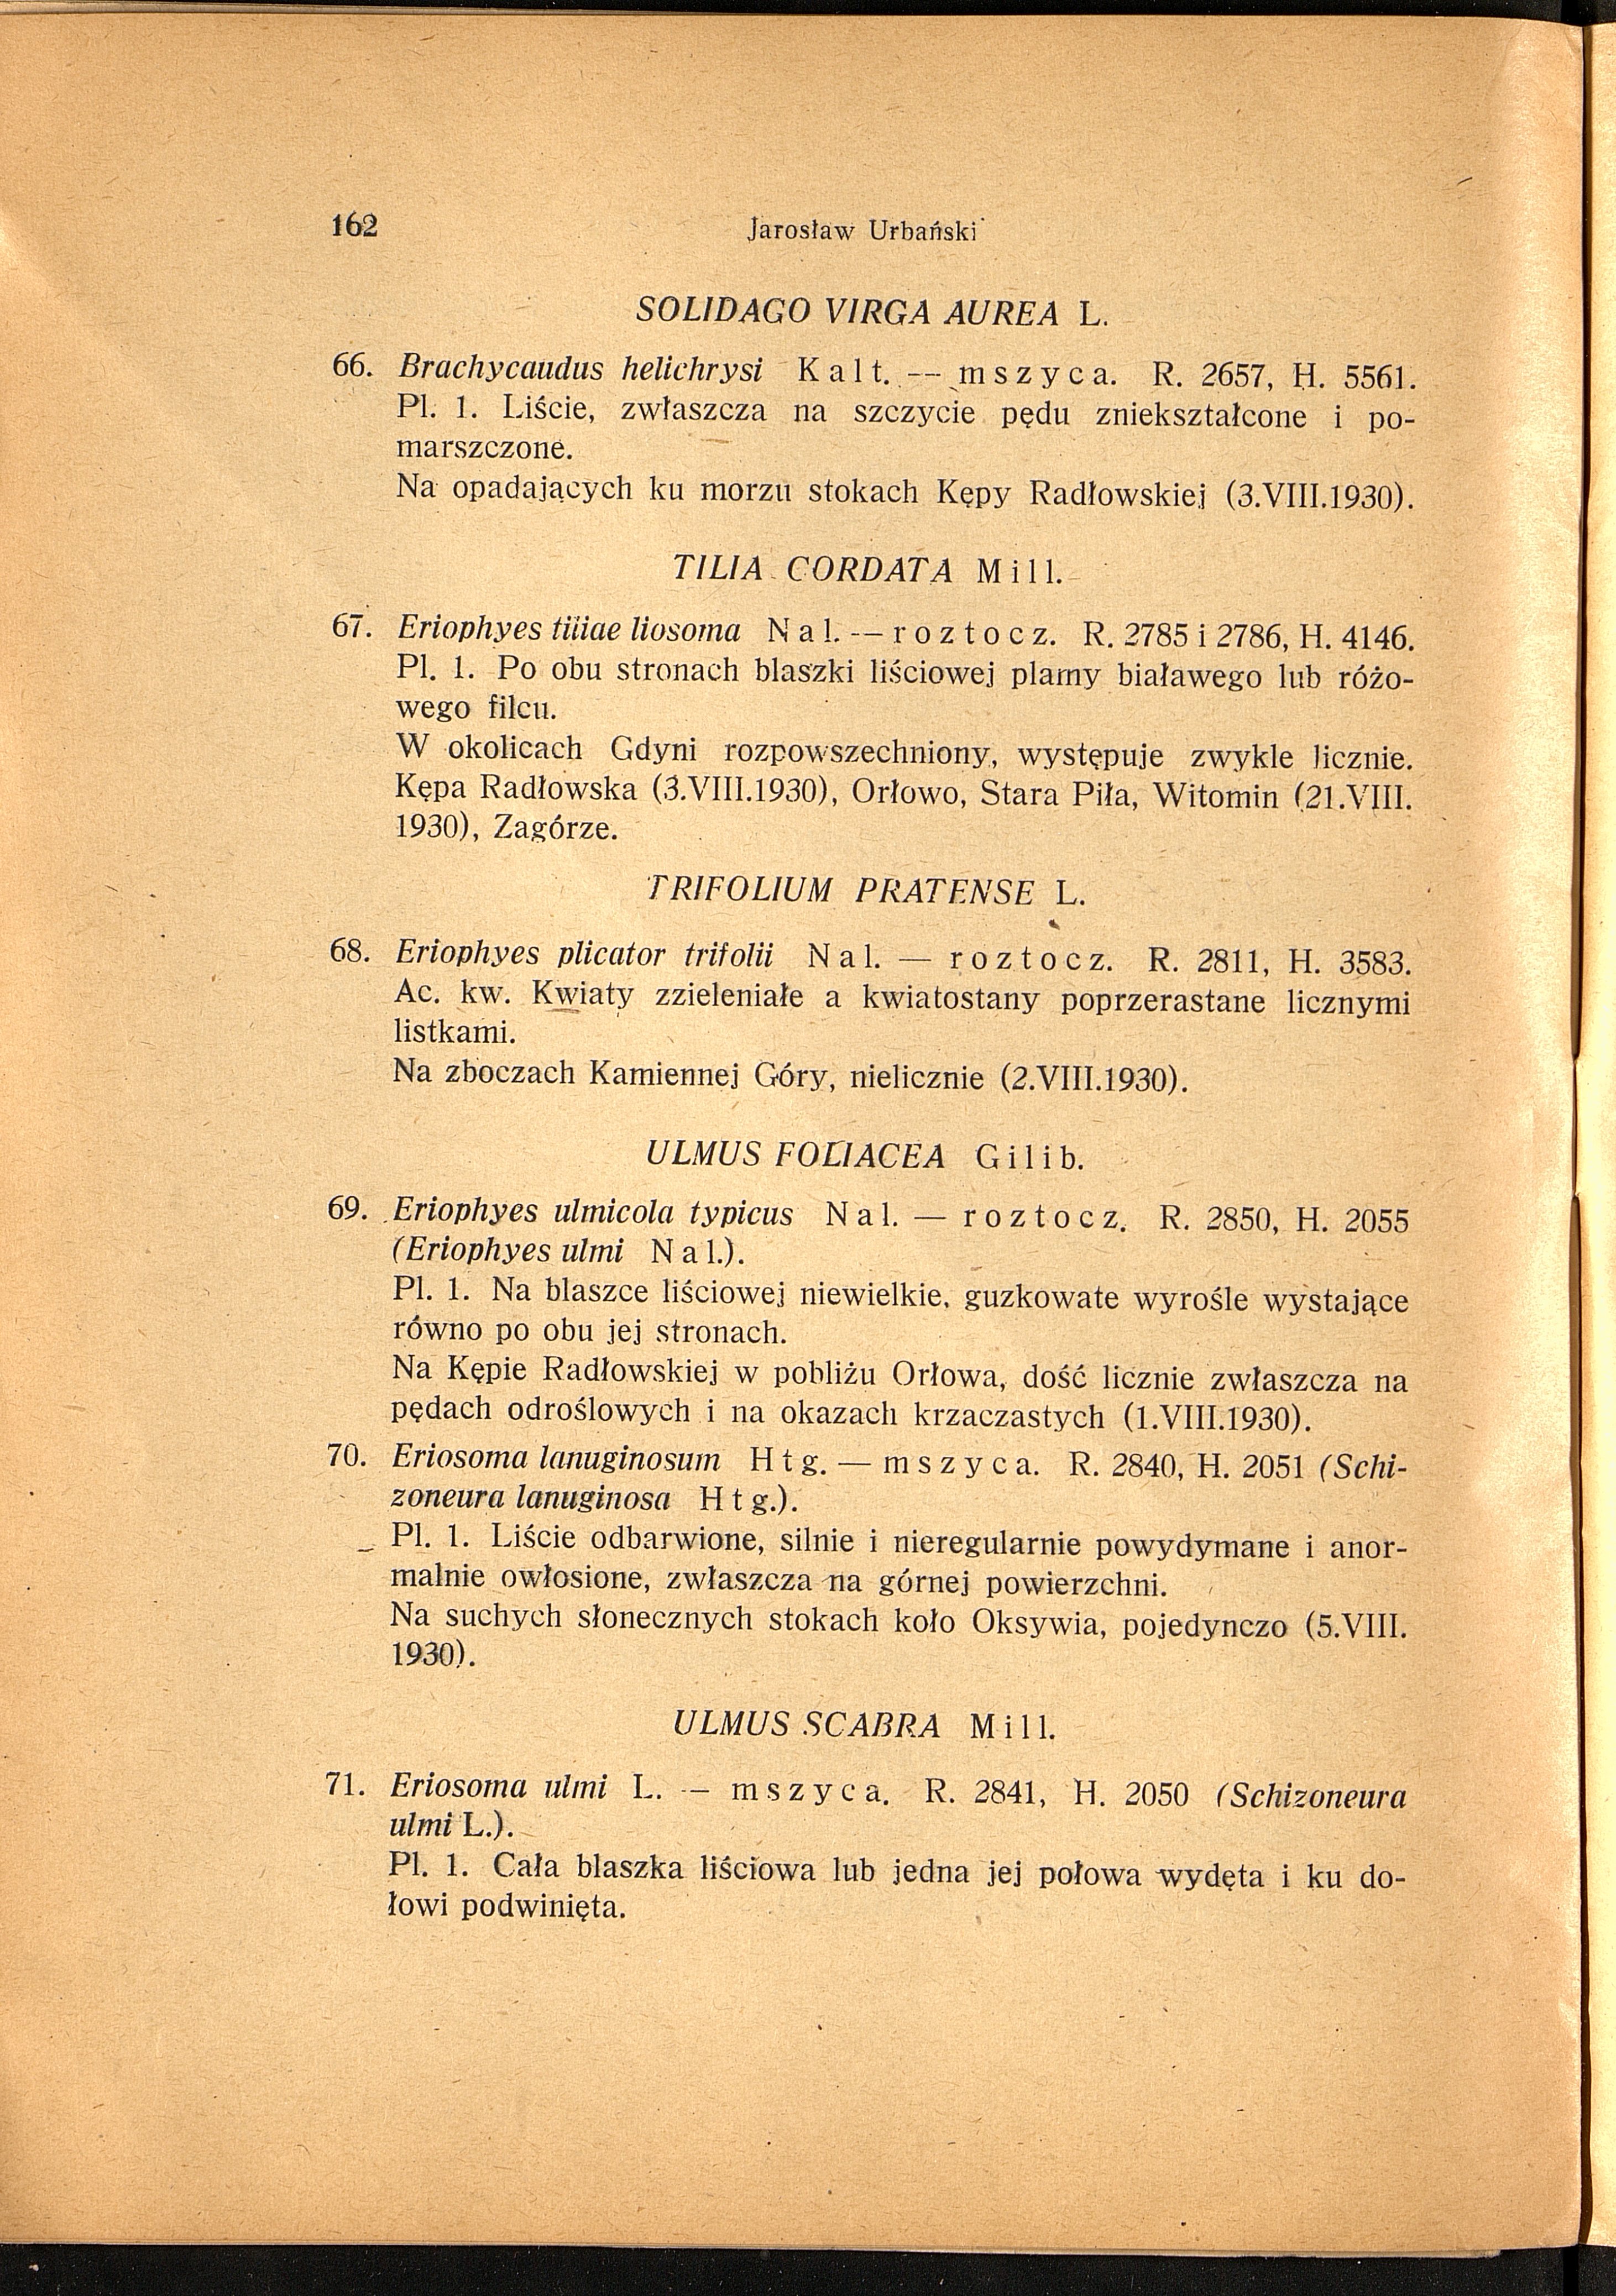 162
Jarosław Urbański
SOLIDAGO VIRGA AUREA L.
66. Brachycaudus helichrysi Kalt. — mszyca. R. 2657, H. 5561.
Pl. 1. Liście, zwłaszcza na szczycie pędu zniekształcone i po-
marszczone.
Na opadających ku morzu stokach Kępy Radłowskiej (3.VIII.1930).
TILIA CORDATA Mill.
67. Eriophyes tiliae liosoma Nal. — roztocz. R. 2785 i 2786, H. 4146.
Pl. 1. Po obu stronach blaszki liściowej plamy białawego lub różo-
wego filcu.
W okolicach Gdyni rozpowszechniony, występuje zwykle licznie.
Kępa Radłowska (3.VIII.1930), Orłowo, Stara Piła, Witomin (21.VIII.
1930), Zagórze.
TRIFOLIUM PRATENSE L.
68. Eriophyes plicator trifolii Nal. — roztocz. R. 2811, H. 3583.
Ac. kw. Kwiaty zzieleniałe a kwiatostany poprzerastane licznymi
listkami.
Na zboczach Kamiennej Góry, nielicznie (2.VIII.1930).
ULMUS FOLIACEA Gilib.
69. Eriophyes ulmicola typicus Nal. — roztocz. R. 2850, H. 2055
(Eriophyes ulmi Nal.).
Pl. 1. Na blaszce liściowej niewielkie, guzkowate wyrośle wystające
równo po obu jej stronach.
Na Kępie Radłowskiej w pobliżu Orłowa, dość licznie zwłaszcza na
pędach odroślowych i na okazach krzaczastych (1.VIII.1930).
70. Eriosoma lanuginosum Htg. — mszyca. R. 2840, H. 2051 (Schi-
zoneura lanuginosa Htg.).
Pl. 1. Liście odbarwione, silnie i nieregularnie powydymane i anor-
malnie owłosione, zwłaszcza na górnej powierzchni.
Na suchych słonecznych stokach koło Oksywia, pojedynczo (5.VIII.
1930).
ULMUS SCABRA Mill.
71. Eriosoma ulmi L. — mszyca. R. 2841, H. 2050 (Schizoneura
ulmi L.).
Pl. 1. Cała blaszka liściowa lub jedna jej połowa wydęta i ku do-
łowi podwinięta.